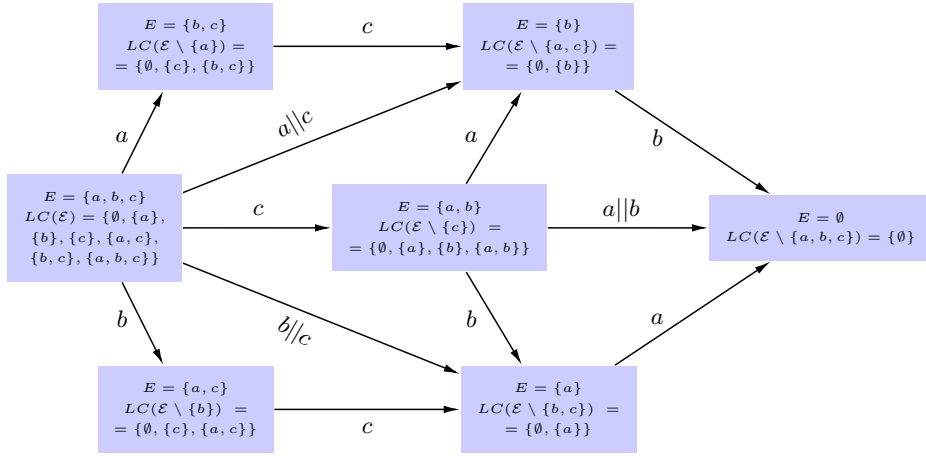 E = {b, c}
LC(ℰ \ {a}) =
= {∅, {c}, {b, c}}
c
E = {b}
LC(ℰ \ {a, c}) =
= {∅, {b}}
a
a||c
a
b
E = {a, b, c}
LC(ℰ) = {∅, {a},
{b}, {c}, {a, c},
{b, c}, {a, b, c}}
c
E = {a, b}
LC(ℰ \ {c}) =
= {∅, {a}, {b}, {a, b}}
a||b
E = ∅
LC(ℰ \ {a, b, c}) = {∅}
b
b||c
b
a
E = {a, c}
LC(ℰ \ {b}) =
= {∅, {c}, {a, c}}
c
E = {a}
LC(ℰ \ {b, c}) =
= {∅, {a}}